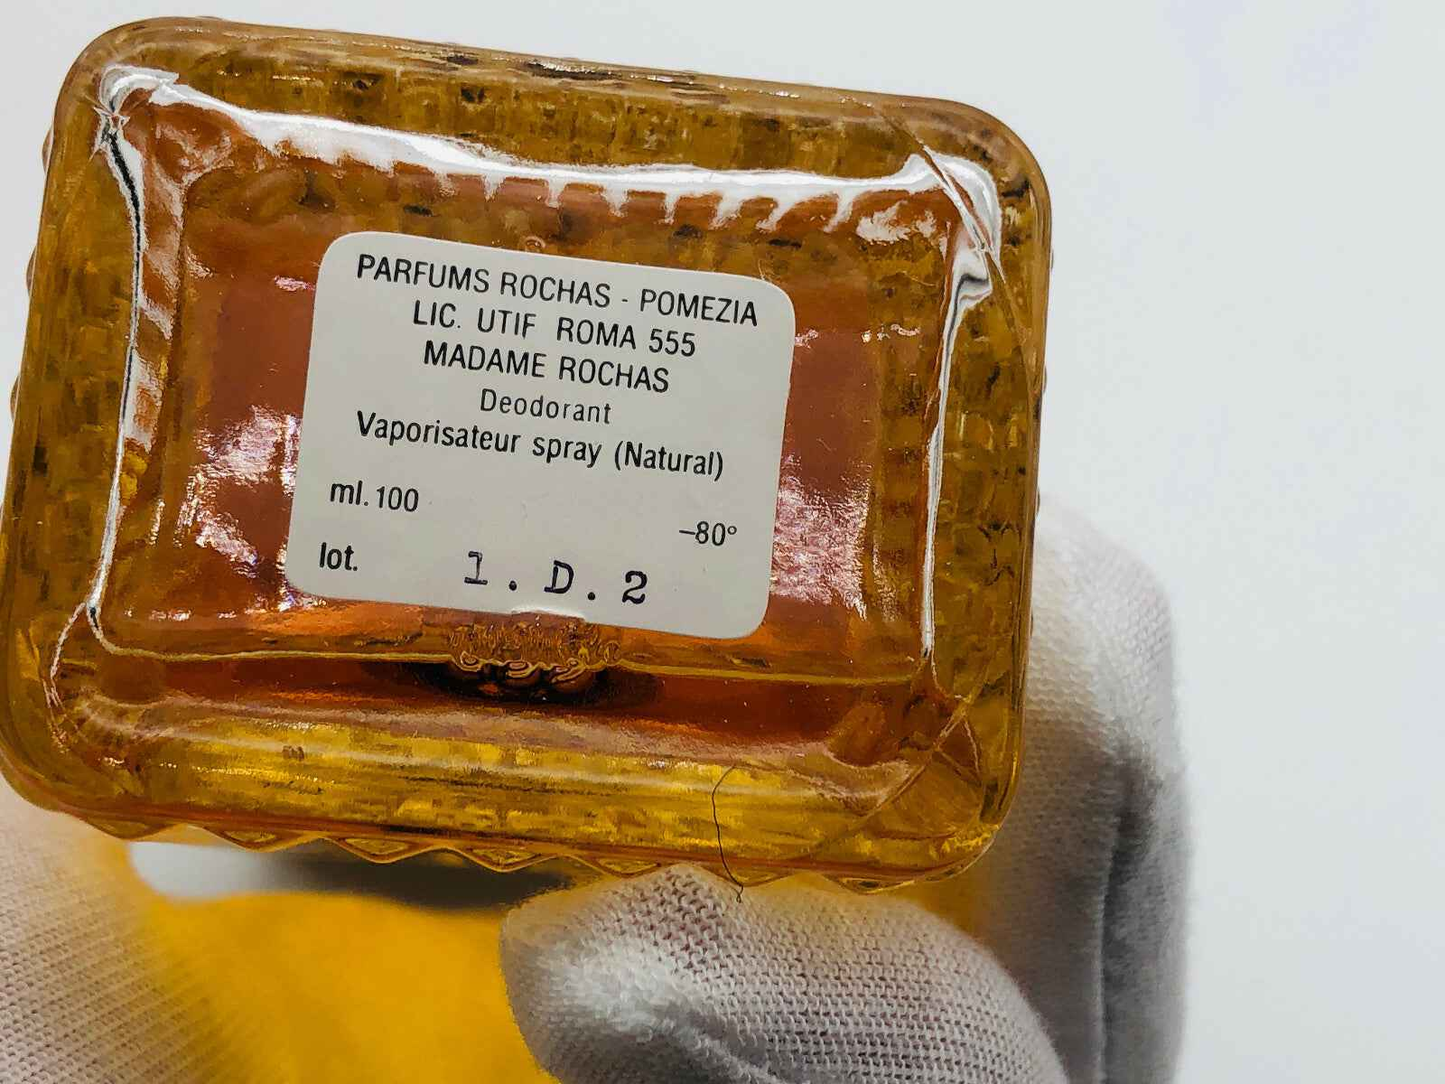 PARFUMS ROCHAS - POMEZIA
LIC. UTIF ROMA 555
MADAME ROCHAS
Deodorant
Vaporisateur spray (Natural)
ml. 100
–80°
lot. 1. D. 2